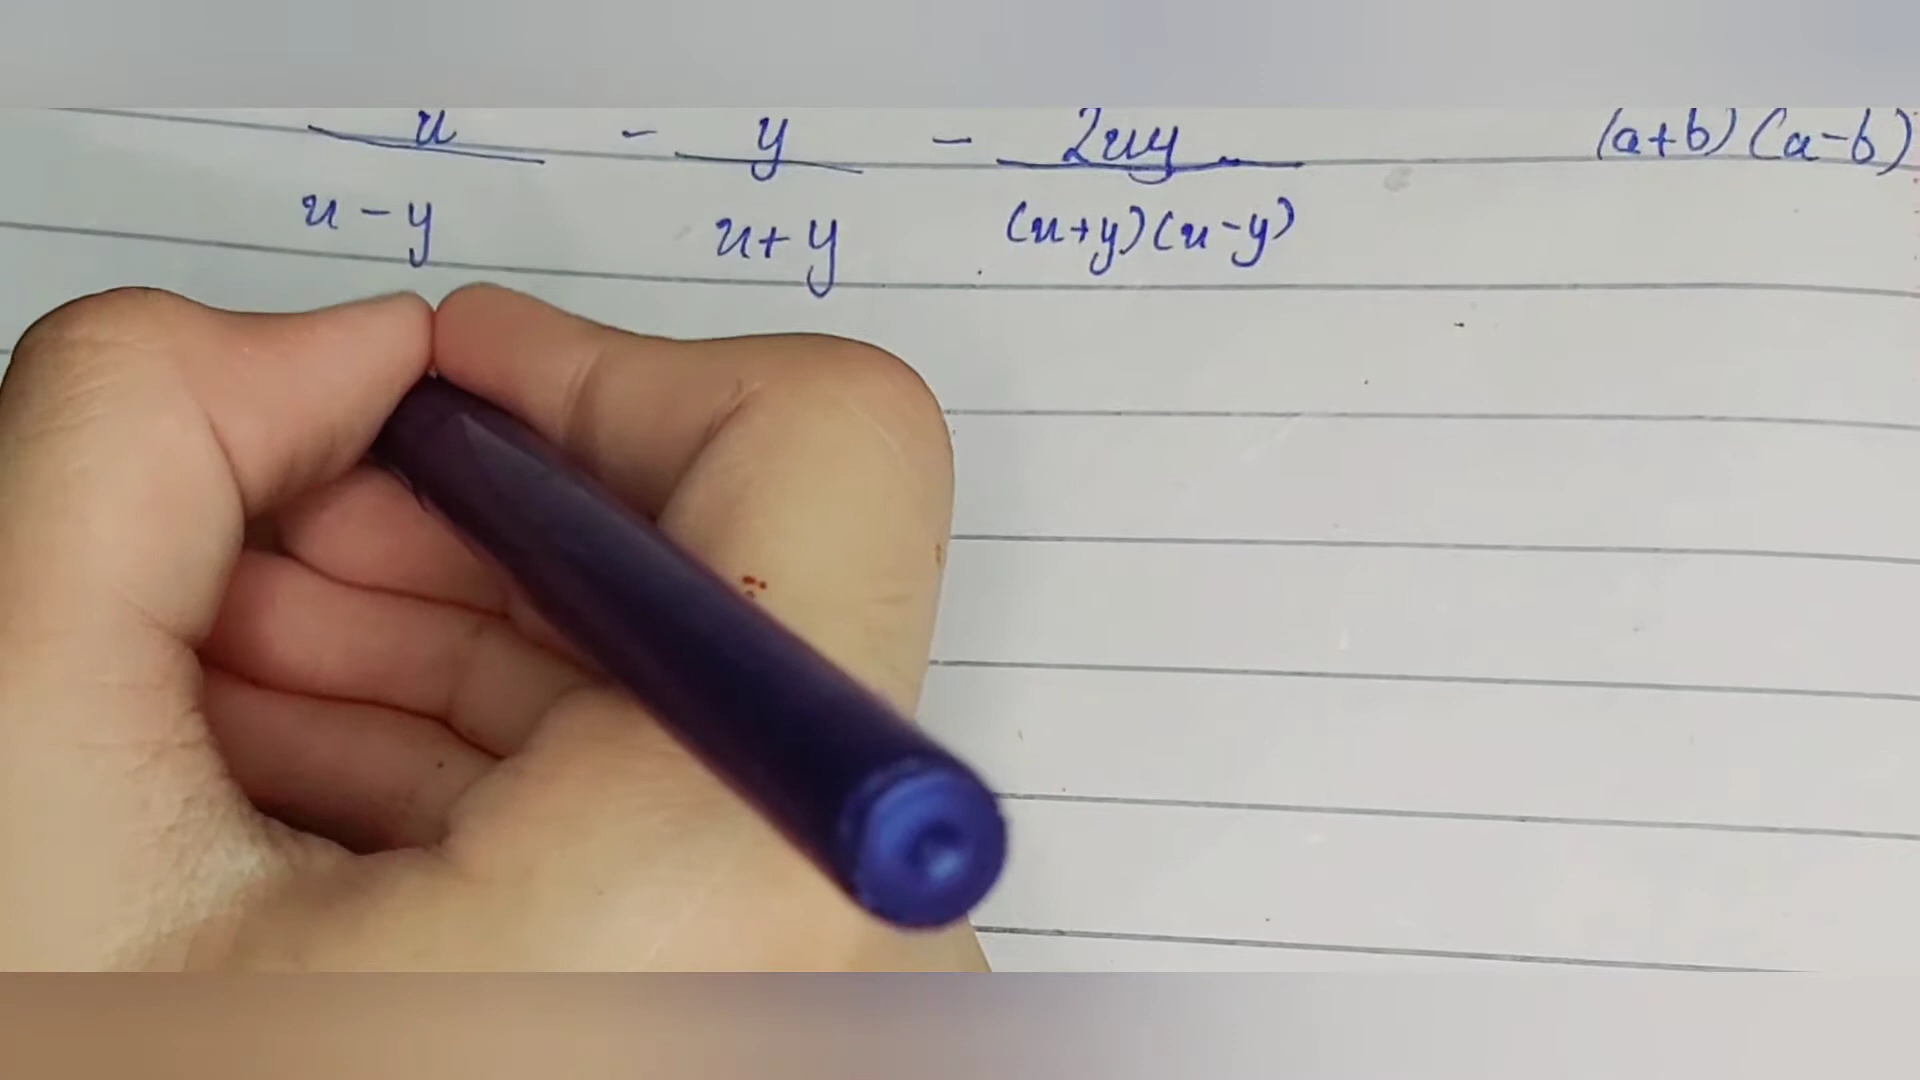 x - y - 2xy (a+b)(a-b)
x-y x+y (x+y)(x-y)